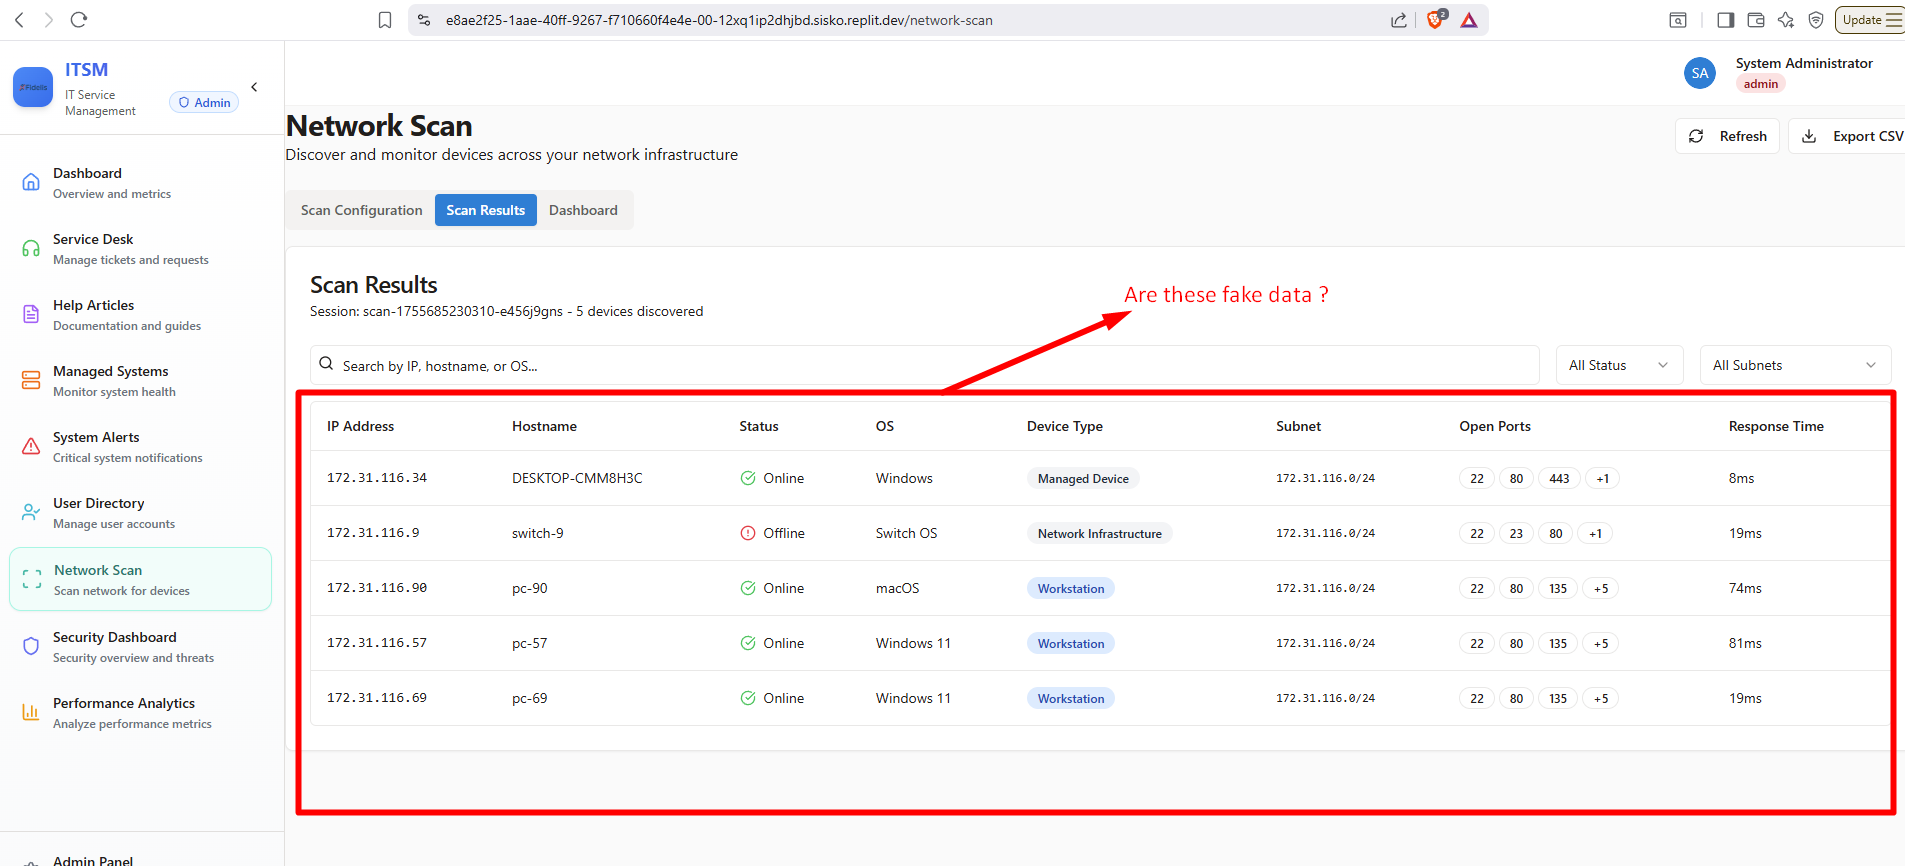 e8ae2f25-1aae-40ff-9267-f710660f4e4e-00-12xq1ip2dhjbd.sisko.replit.dev/network-scan
2
Update
Fidelis
ITSM
IT Service
Management
Admin
SA
System Administrator
admin
Network Scan
Discover and monitor devices across your network infrastructure
Refresh
Export CSV
Dashboard
Overview and metrics
Service Desk
Manage tickets and requests
Help Articles
Documentation and guides
Managed Systems
Monitor system health
System Alerts
Critical system notifications
User Directory
Manage user accounts
Network Scan
Scan network for devices
Security Dashboard
Security overview and threats
Performance Analytics
Analyze performance metrics
Admin Panel
Scan Configuration Scan Results Dashboard
Scan Results
Session: scan-1755685230310-e456j9gns - 5 devices discovered
Are these fake data ?
Search by IP, hostname, or OS... All Status All Subnets
IP Address Hostname Status OS Device Type Subnet Open Ports Response Time
172.31.116.34 DESKTOP-CMM8H3C Online Windows Managed Device 172.31.116.0/24 22 80 443 +1 8ms
172.31.116.9 switch-9 Offline Switch OS Network Infrastructure 172.31.116.0/24 22 23 80 +1 19ms
172.31.116.90 pc-90 Online macOS Workstation 172.31.116.0/24 22 80 135 +5 74ms
172.31.116.57 pc-57 Online Windows 11 Workstation 172.31.116.0/24 22 80 135 +5 81ms
172.31.116.69 pc-69 Online Windows 11 Workstation 172.31.116.0/24 22 80 135 +5 19ms